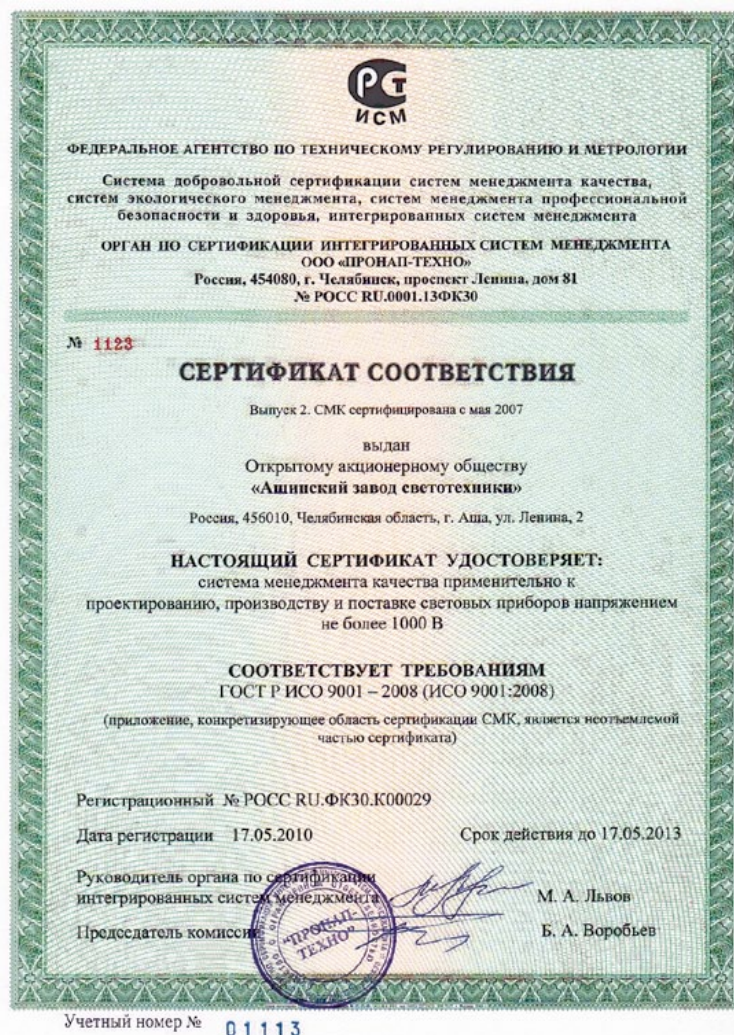 РСТ
ИСМ
ФЕДЕРАЛЬНОЕ АГЕНТСТВО ПО ТЕХНИЧЕСКОМУ РЕГУЛИРОВАНИЮ И МЕТРОЛОГИИ
Система добровольной сертификации систем менеджмента качества,
систем экологического менеджмента, систем менеджмента профессиональной
безопасности и здоровья, интегрированных систем менеджмента
ОРГАН ПО СЕРТИФИКАЦИИ ИНТЕГРИРОВАННЫХ СИСТЕМ МЕНЕДЖМЕНТА
ООО «ПРОНАП-ТЕХНО»
Россия, 454080, г. Челябинск, проспект Ленина, дом 81
№ РОСС RU.0001.13ФК30
№ 1123
СЕРТИФИКАТ СООТВЕТСТВИЯ
Выпуск 2. СМК сертифицирована с мая 2007
выдан
Открытому акционерному обществу
«Ашинский завод светотехники»
Россия, 456010, Челябинская область, г. Аша, ул. Ленина, 2
НАСТОЯЩИЙ СЕРТИФИКАТ УДОСТОВЕРЯЕТ:
система менеджмента качества применительно к
проектированию, производству и поставке световых приборов напряжением
не более 1000 В
СООТВЕТСТВУЕТ ТРЕБОВАНИЯМ
ГОСТ Р ИСО 9001 – 2008 (ИСО 9001:2008)
(приложение, конкретизирующее область сертификации СМК, является неотъемлемой
частью сертификата)
Регистрационный № РОСС RU.ФК30.К00029
Дата регистрации 17.05.2010 Срок действия до 17.05.2013
Руководитель органа по сертификации
интегрированных систем менеджмента М. А. Львов
Председатель комиссии Б. А. Воробьев
"ПРОНАП-
ТЕХНО"
Учетный номер № 01113